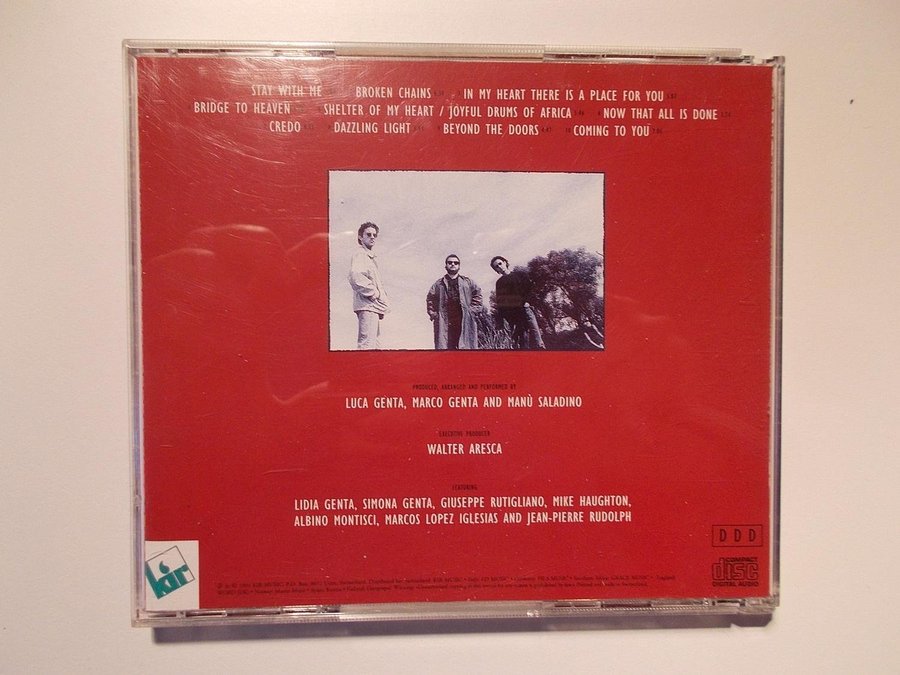 STAY WITH ME BROKEN CHAINS IN MY HEART THERE IS A PLACE FOR YOU
BRIDGE TO HEAVEN SHELTER OF MY HEART / JOYFUL DRUMS OF AFRICA NOW THAT ALL IS DONE
CREDO DAZZLING LIGHT BEYOND THE DOORS COMING TO YOU
PRODUCED, ARRANGED AND PERFORMED BY
LUCA GENTA, MARCO GENTA AND MANÙ SALADINO
EXECUTIVE PRODUCER
WALTER ARESCA
FEATURING
LIDIA GENTA, SIMONA GENTA, GIUSEPPE RUTIGLIANO, MIKE HAUGHTON,
ALBINO MONTISCI, MARCOS LOPEZ IGLESIAS AND JEAN-PIERRE RUDOLPH
DDD
kir
COMPACT
disc
DIGITAL AUDIO